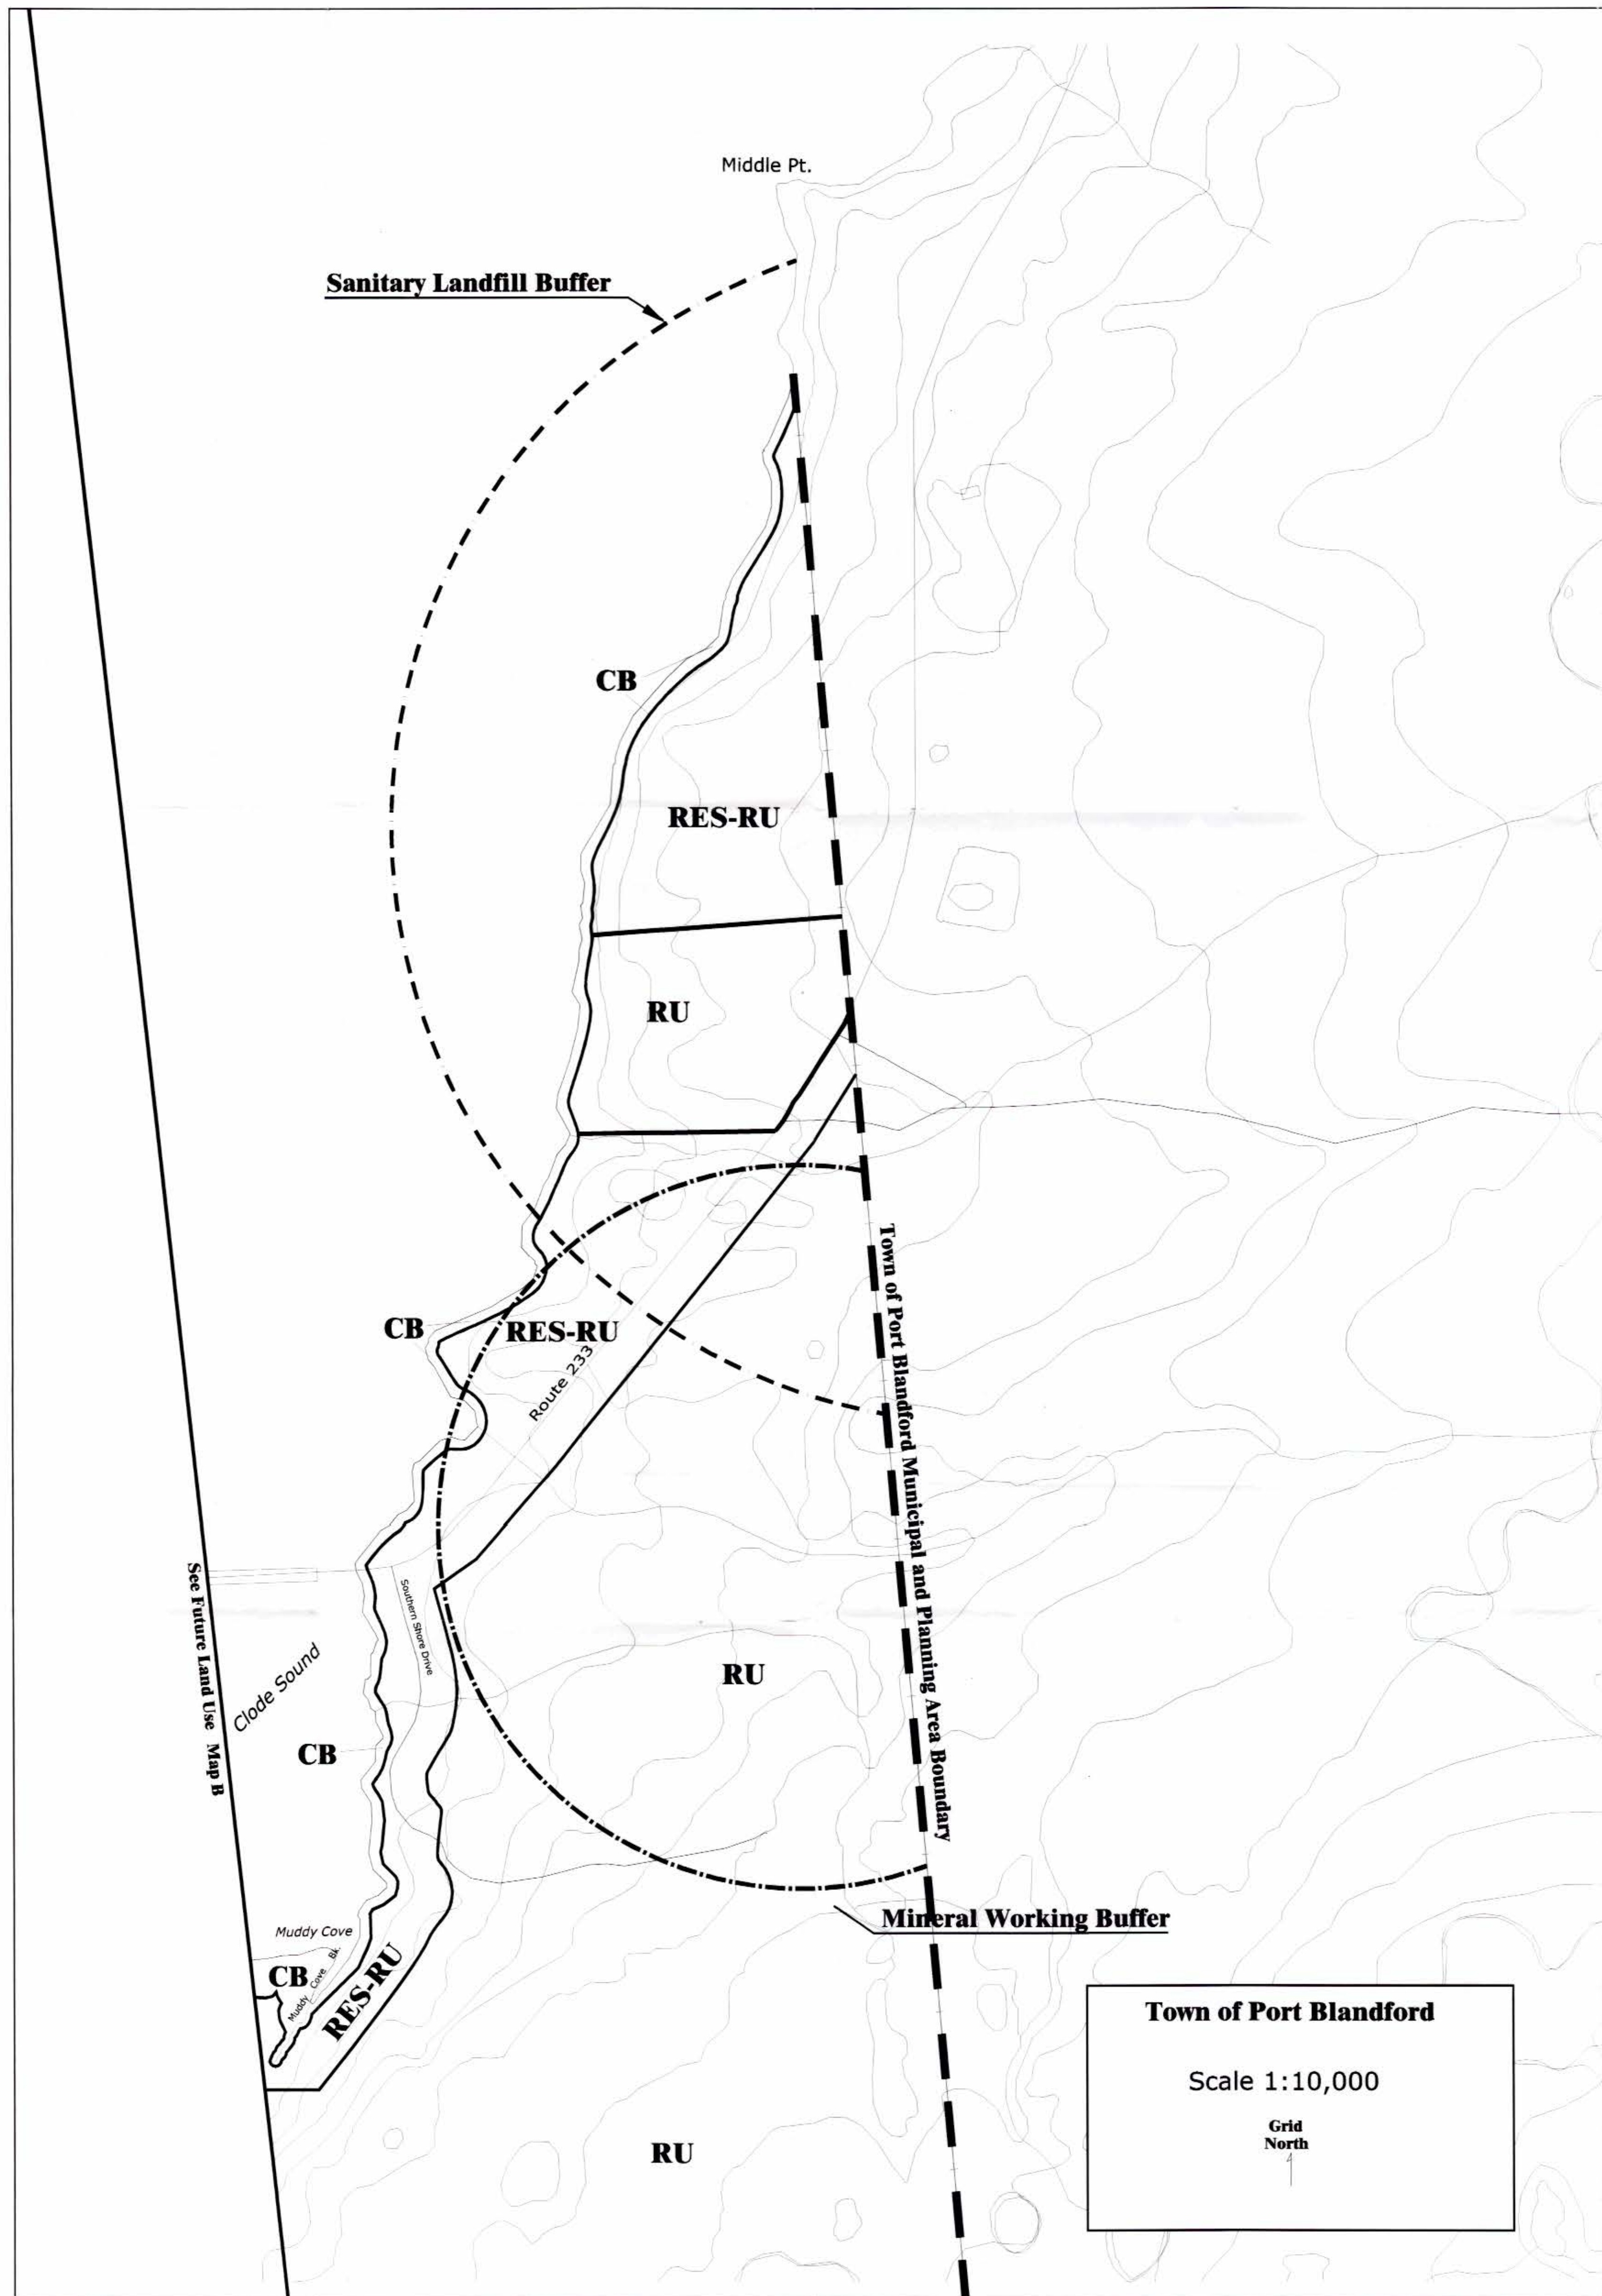 Middle Pt.
Sanitary Landfill Buffer
CB
RES-RU
RU
Town of Port Blandford Municipal and Planning Area Boundary
CB
RES-RU
Route 233
See Future Land Use Map B
Southern Shore Drive
Clode Sound
RU
CB
Mineral Working Buffer
Muddy Cove
CB
Muddy Cove Bk.
RES-RU
RU
Town of Port Blandford
Scale 1:10,000
Grid
North